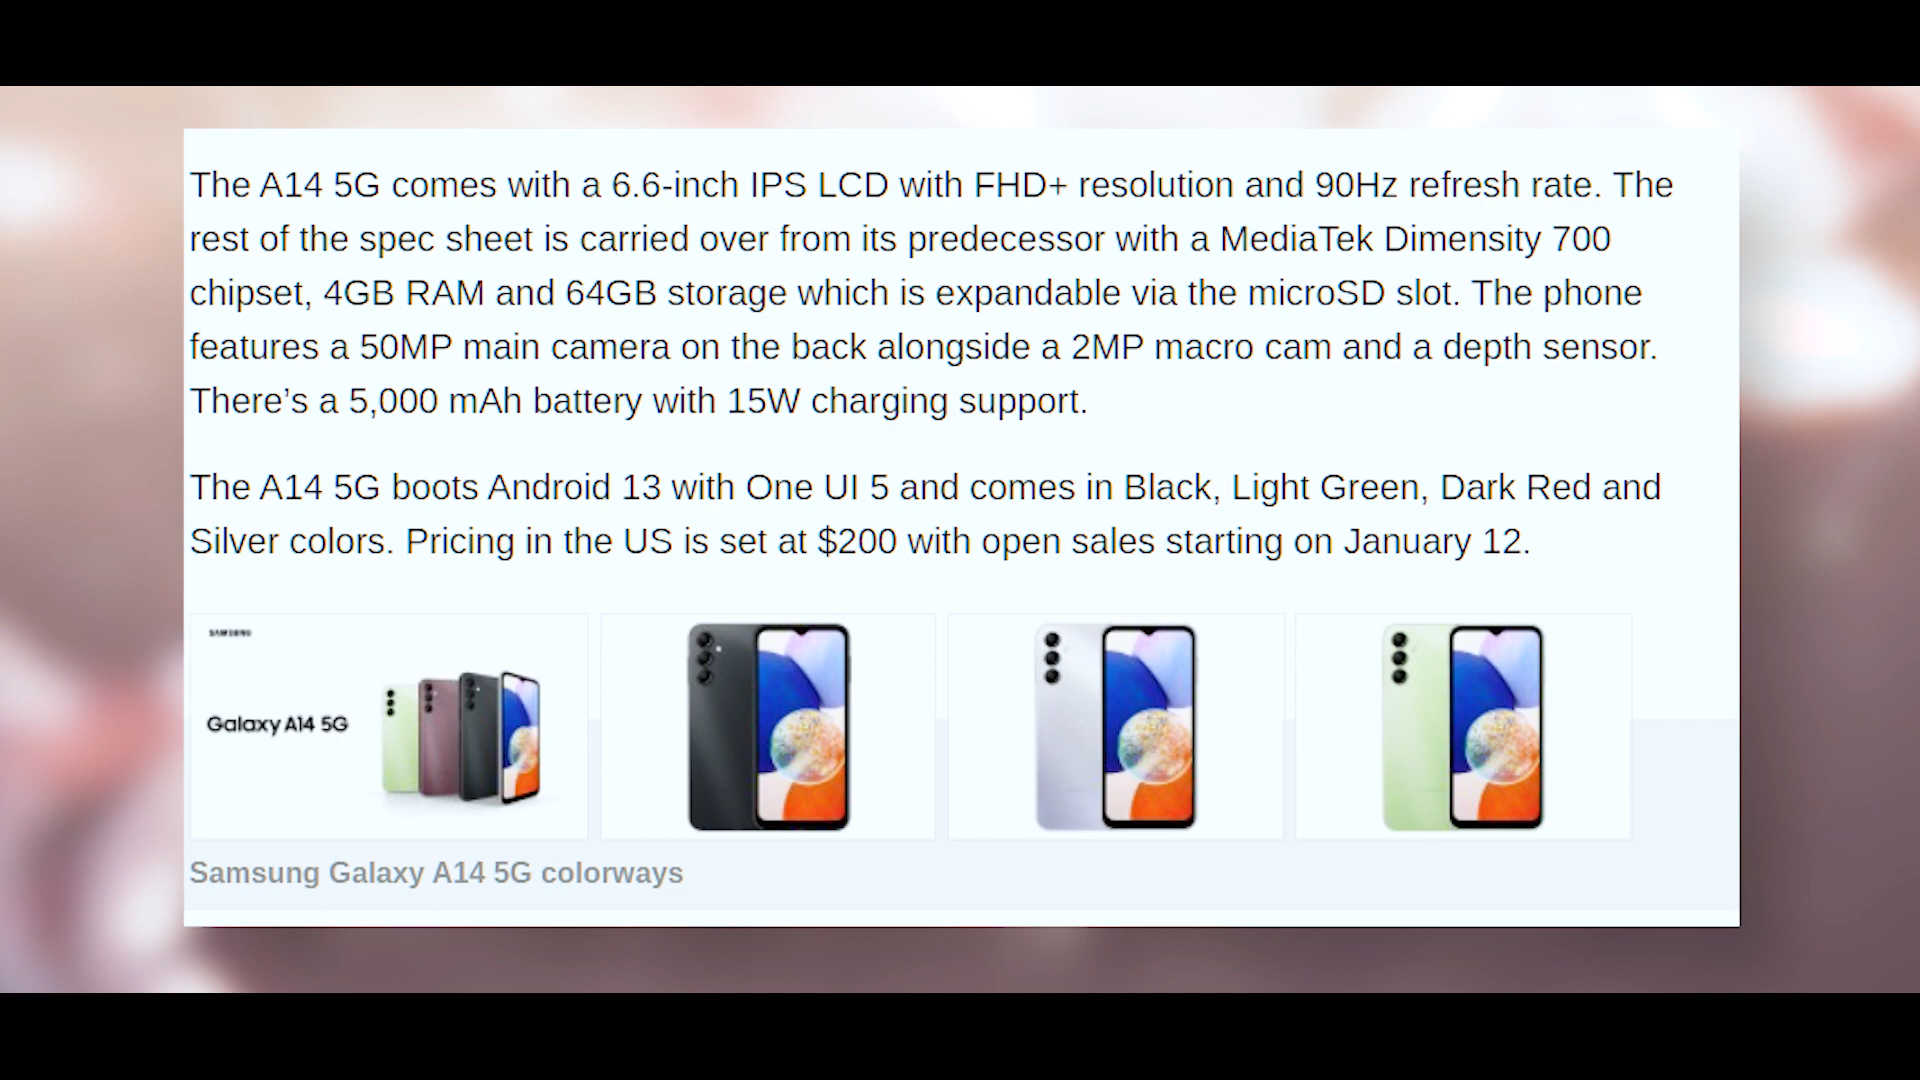 The A14 5G comes with a 6.6-inch IPS LCD with FHD+ resolution and 90Hz refresh rate. The
rest of the spec sheet is carried over from its predecessor with a MediaTek Dimensity 700
chipset, 4GB RAM and 64GB storage which is expandable via the microSD slot. The phone
features a 50MP main camera on the back alongside a 2MP macro cam and a depth sensor.
There’s a 5,000 mAh battery with 15W charging support.
The A14 5G boots Android 13 with One UI 5 and comes in Black, Light Green, Dark Red and
Silver colors. Pricing in the US is set at $200 with open sales starting on January 12.
SAMSUNG
Galaxy A14 5G
Samsung Galaxy A14 5G colorways